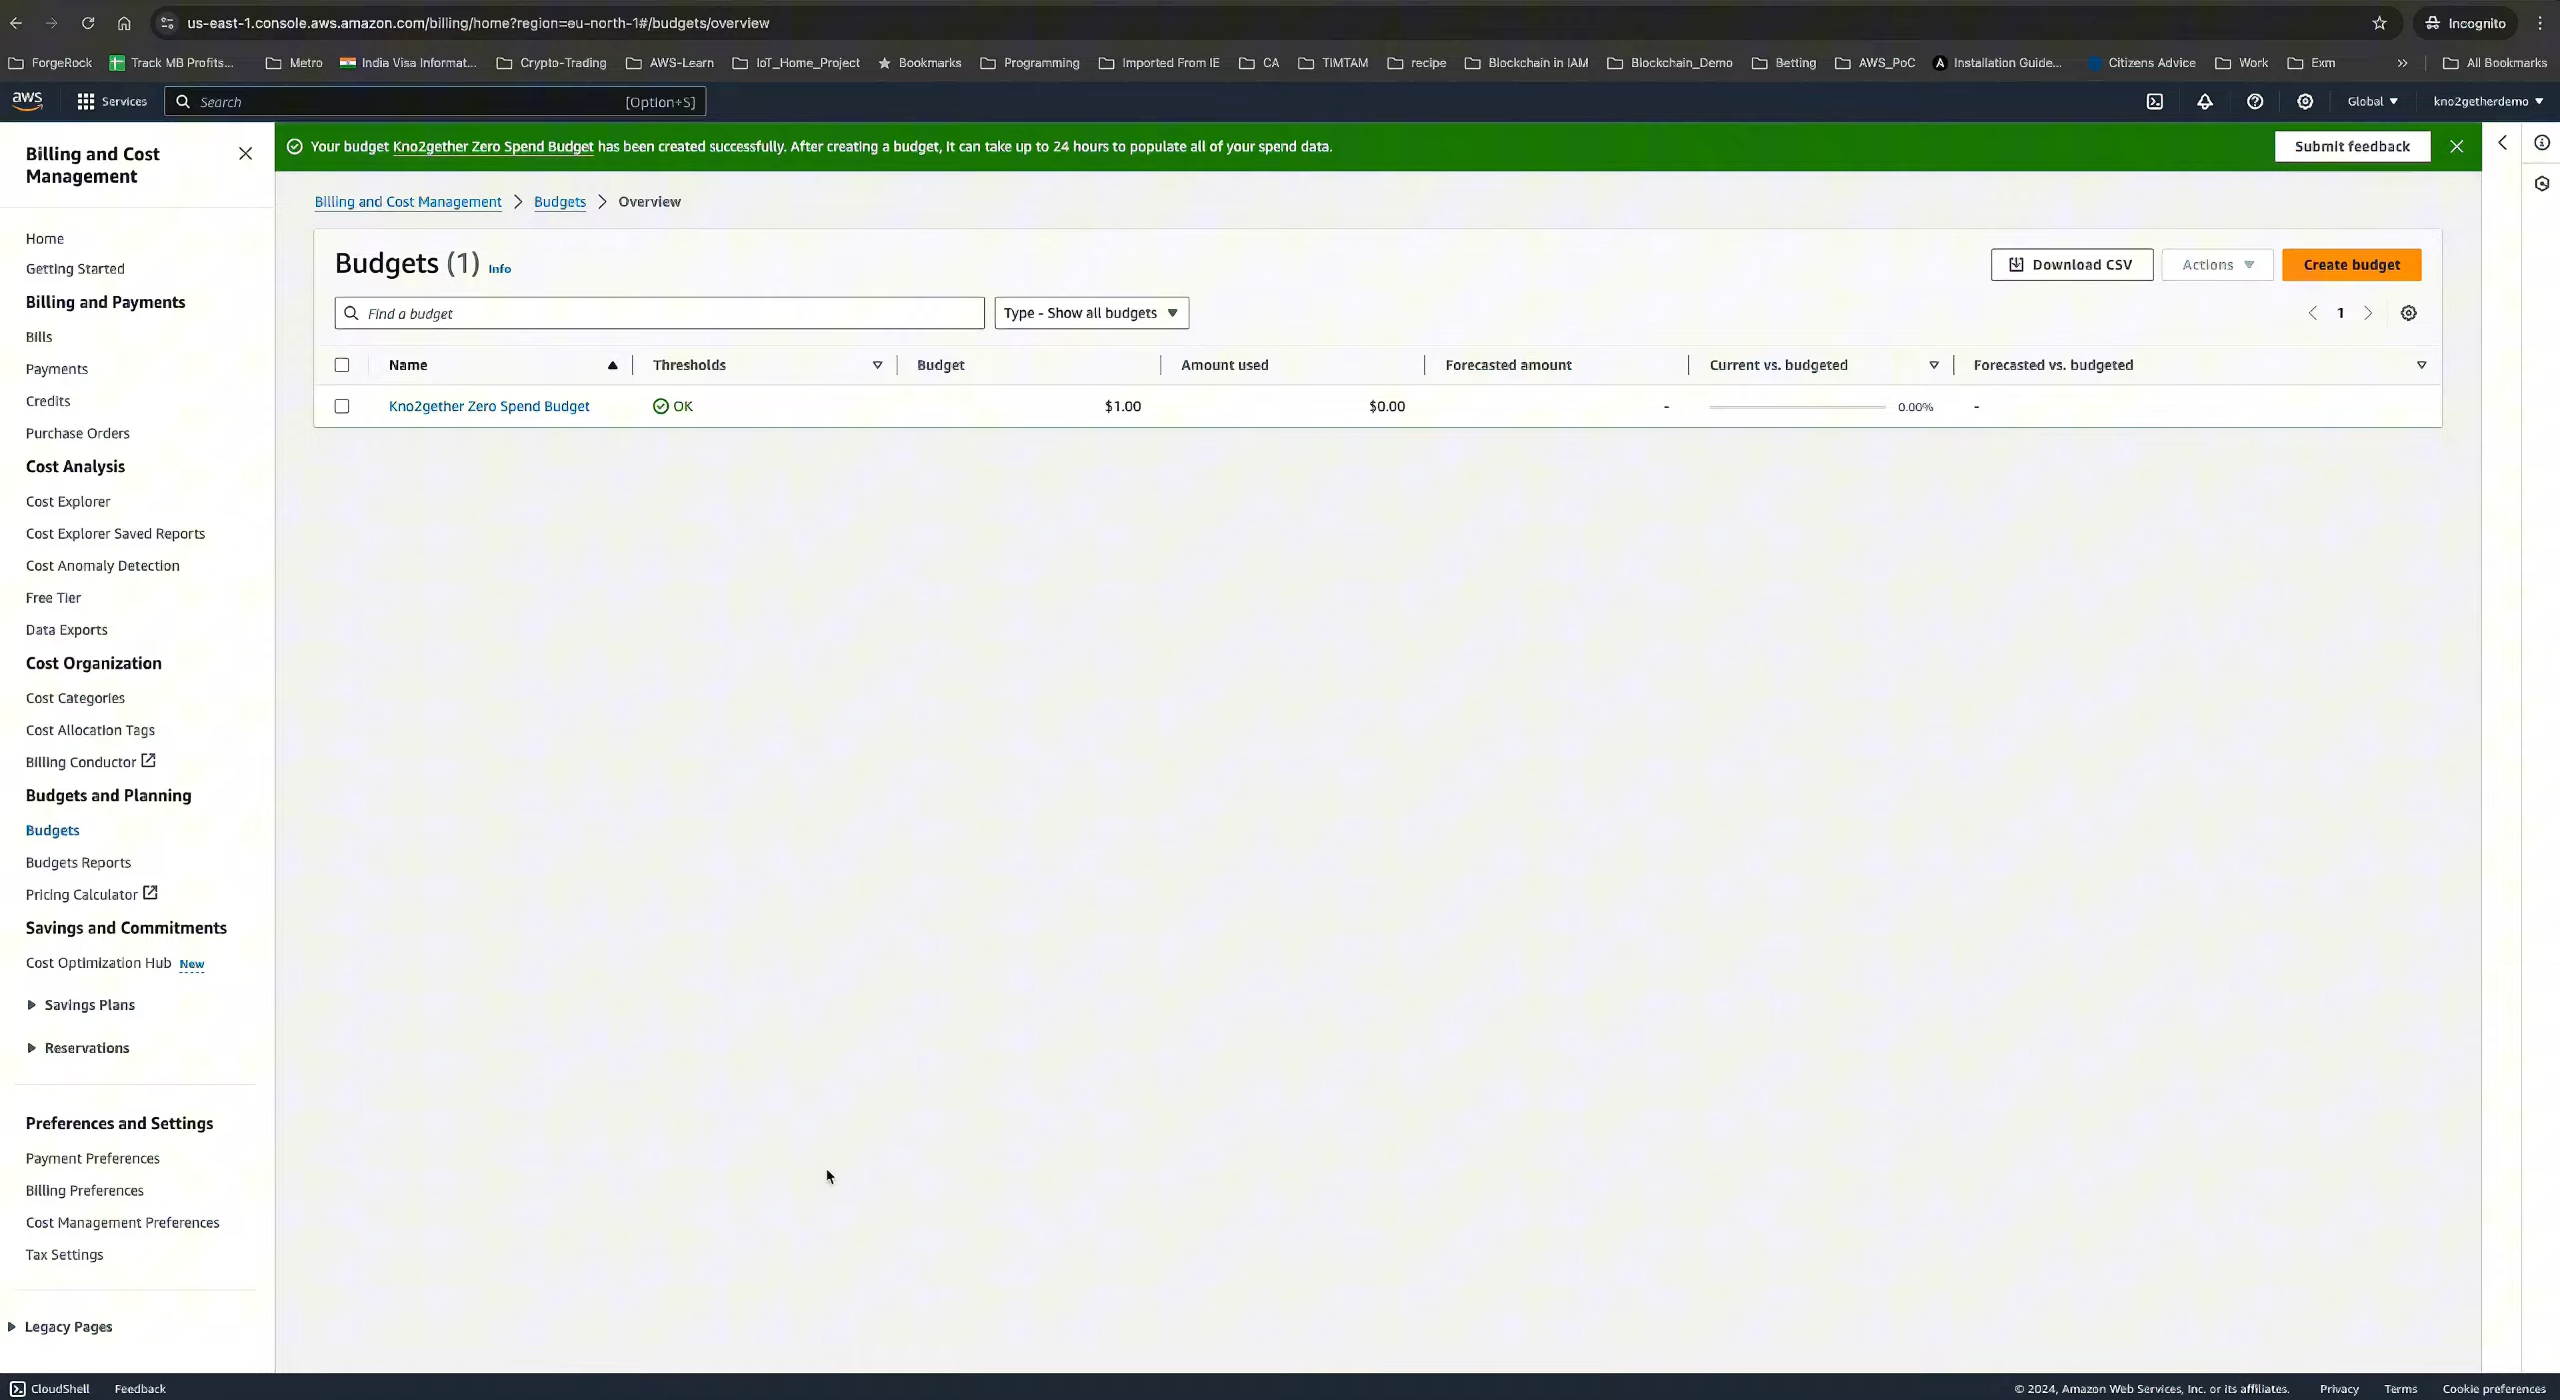 us-east-1.console.aws.amazon.com/billing/home?region=eu-north-1#/budgets/overview
Incognito
ForgeRock
Track MB Profits...
Metro
India Visa Informat...
Crypto-Trading
AWS-Learn
IoT_Home_Project
Bookmarks
Programming
Imported From IE
CA
TIMTAM
recipe
Blockchain in IAM
Blockchain_Demo
Betting
AWS_PoC
Installation Guide...
Citizens Advice
Work
Exm
All Bookmarks
aws
Services
Search
[Option+S]
Global
kno2getherdemo
Billing and Cost
Management
Your budget Kno2gether Zero Spend Budget has been created successfully. After creating a budget, it can take up to 24 hours to populate all of your spend data.
Submit feedback
Billing and Cost Management > Budgets > Overview
Budgets (1) Info
Download CSV
Actions
Create budget
Find a budget
Type - Show all budgets
1
Name
Thresholds
Budget
Amount used
Forecasted amount
Current vs. budgeted
Forecasted vs. budgeted
Kno2gether Zero Spend Budget
OK
$1.00
$0.00
-
0.00%
-
Home
Getting Started
Billing and Payments
Bills
Payments
Credits
Purchase Orders
Cost Analysis
Cost Explorer
Cost Explorer Saved Reports
Cost Anomaly Detection
Free Tier
Data Exports
Cost Organization
Cost Categories
Cost Allocation Tags
Billing Conductor
Budgets and Planning
Budgets
Budgets Reports
Pricing Calculator
Savings and Commitments
Cost Optimization Hub New
Savings Plans
Reservations
Preferences and Settings
Payment Preferences
Billing Preferences
Cost Management Preferences
Tax Settings
Legacy Pages
CloudShell
Feedback
© 2024, Amazon Web Services, Inc. or its affiliates.
Privacy
Terms
Cookie preferences